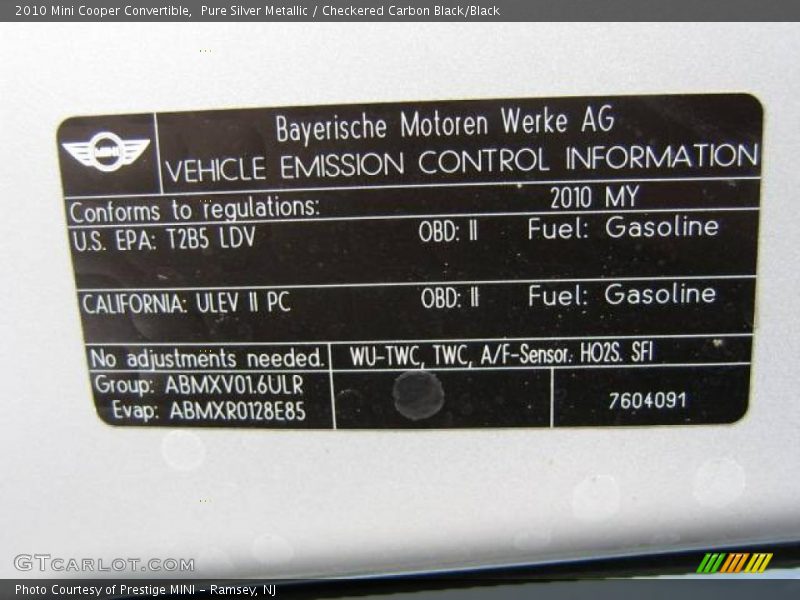 2010 Mini Cooper Convertible,  Pure Silver Metallic / Checkered Carbon Black/Black
MINI
Bayerische Motoren Werke AG
VEHICLE EMISSION CONTROL INFORMATION
Conforms to regulations: 2010 MY
U.S. EPA: T2B5 LDV OBD: II Fuel: Gasoline
CALIFORNIA: ULEV II PC OBD: II Fuel: Gasoline
No adjustments needed. WU-TWC, TWC, A/F-Sensor. HO2S. SFI
Group: ABMXV01.6ULR
Evap: ABMXR0128E85
7604091
GTcarlot.com
Photo Courtesy of Prestige MINI - Ramsey, NJ